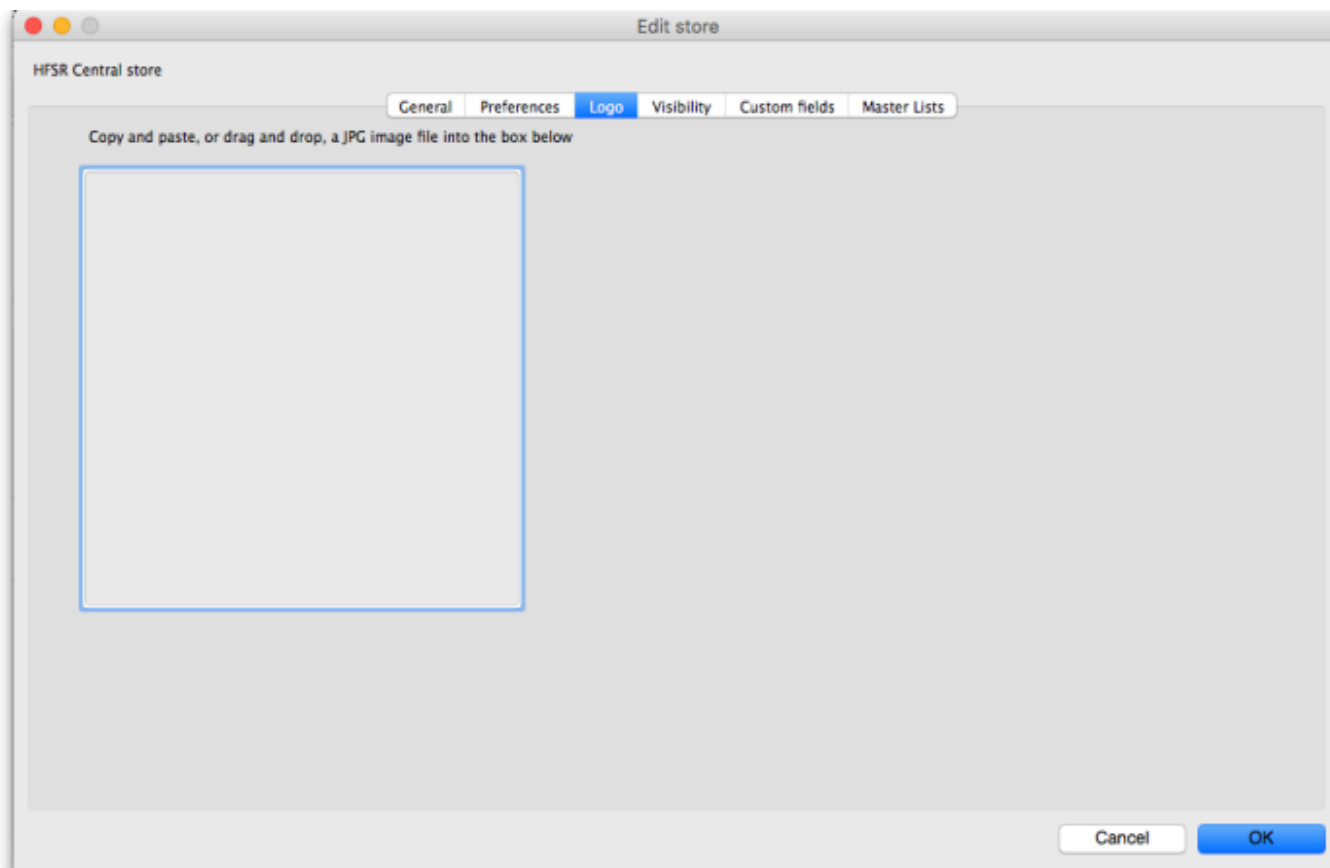 Edit store
HFSR Central store
General Preferences Logo Visibility Custom fields Master Lists
Copy and paste, or drag and drop, a JPG image file into the box below
Cancel OK